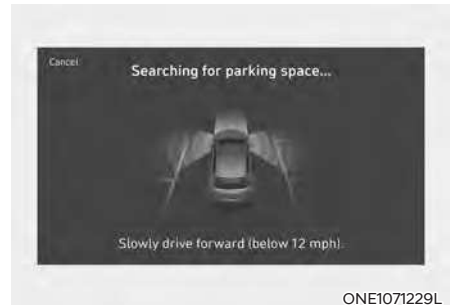 Cancel
Searching for parking space...
Slowly drive forward (below 12 mph).
ONE1071229L